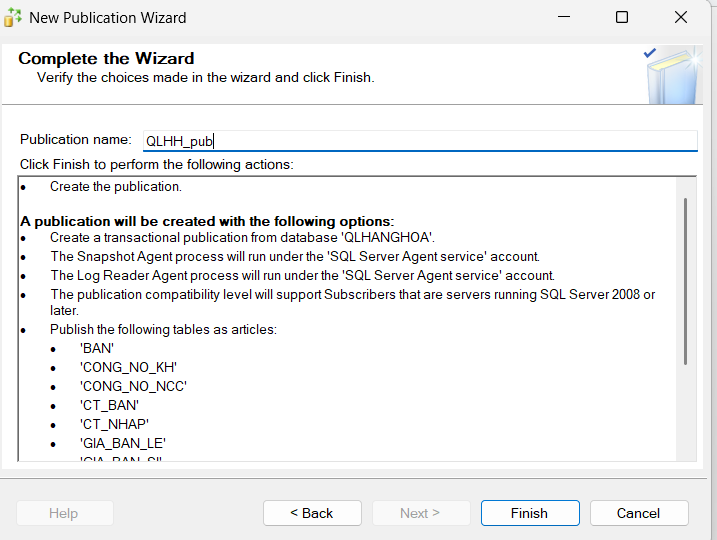 New Publication Wizard
Complete the Wizard
Verify the choices made in the wizard and click Finish.
Publication name: QLHH_pub
Click Finish to perform the following actions:
• Create the publication.
A publication will be created with the following options:
• Create a transactional publication from database 'QLHANGHOA'.
• The Snapshot Agent process will run under the 'SQL Server Agent service' account.
• The Log Reader Agent process will run under the 'SQL Server Agent service' account.
• The publication compatibility level will support Subscribers that are servers running SQL Server 2008 or
later.
• Publish the following tables as articles:
• 'BAN'
• 'CONG_NO_KH'
• 'CONG_NO_NCC'
• 'CT_BAN'
• 'CT_NHAP'
• 'GIA_BAN_LE'
• 'GIA_BAN_SI'
Help
< Back
Next >
Finish
Cancel